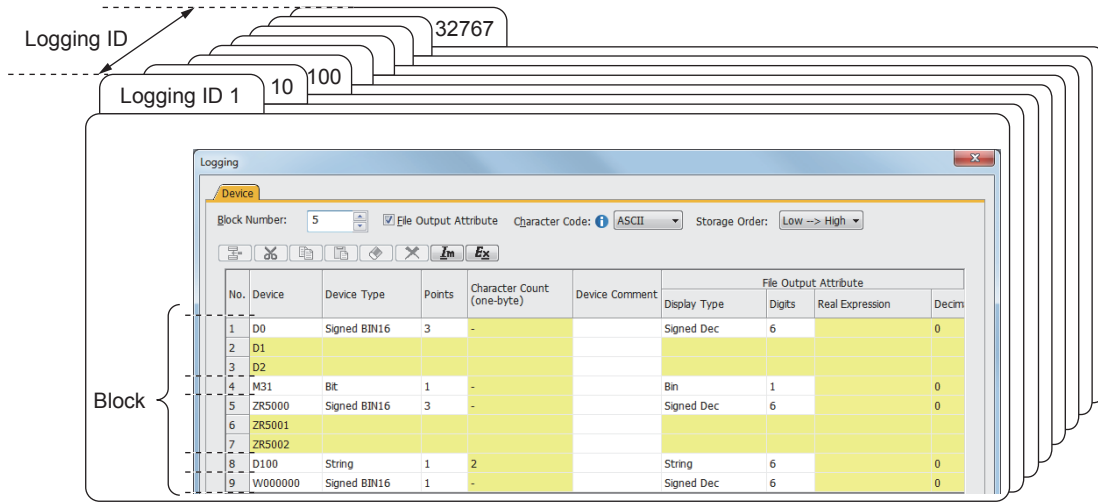 Logging ID
32767
100
10
Logging ID 1
Logging
Device
Block Number: 5 File Output Attribute Character Code: ASCII Storage Order: Low --> High
Im Ex
No. Device Device Type Points Character Count (one-byte) Device Comment File Output Attribute
Display Type Digits Real Expression Decima
1 D0 Signed BIN16 3 - Signed Dec 6 0
2 D1
3 D2
4 M31 Bit 1 - Bin 1 0
5 ZR5000 Signed BIN16 3 - Signed Dec 6 0
6 ZR5001
7 ZR5002
8 D100 String 1 2 String 6 0
9 W000000 Signed BIN16 1 - Signed Dec 6 0
Block